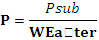 P = Psub / WEa□ter